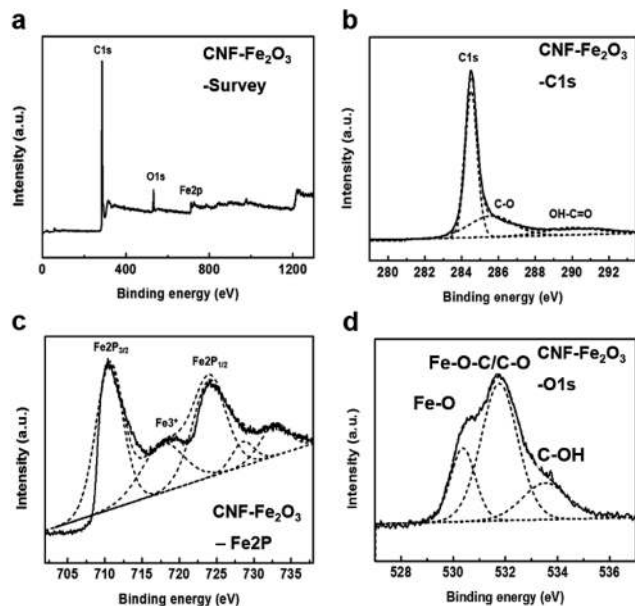 a
CNF-Fe₂O₃
-Survey
C1s
O1s
Fe2p
Intensity (a.u.)
0 400 800 1200
Binding energy (eV)
b
CNF-Fe₂O₃
-C1s
C1s
C-O
OH-C=O
Intensity (a.u.)
280 282 284 286 288 290 292
Binding energy (eV)
c
Fe2P₃/₂
Fe2P₁/₂
Fe3⁺
CNF-Fe₂O₃
– Fe2P
Intensity (a.u.)
705 710 715 720 725 730 735
Binding energy (eV)
d
Fe-O-C/C-O
CNF-Fe₂O₃
-O1s
Fe-O
C-OH
Intensity (a.u.)
528 530 532 534 536
Binding energy (eV)